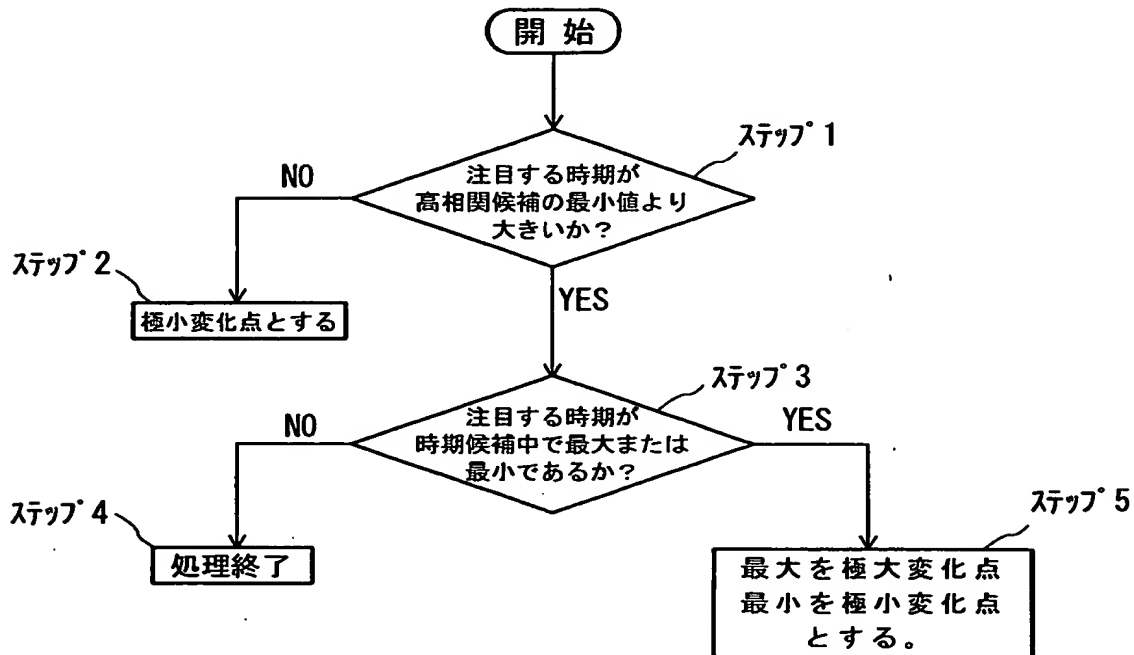 開始
ステップ1
注目する時期が
高相関候補の最小値より
大きいか？
NO
ステップ2
極小変化点とする
YES
ステップ3
注目する時期が
時期候補中で最大または
最小であるか？
NO
YES
ステップ4
処理終了
ステップ5
最大を極大変化点
最小を極小変化点
とする。